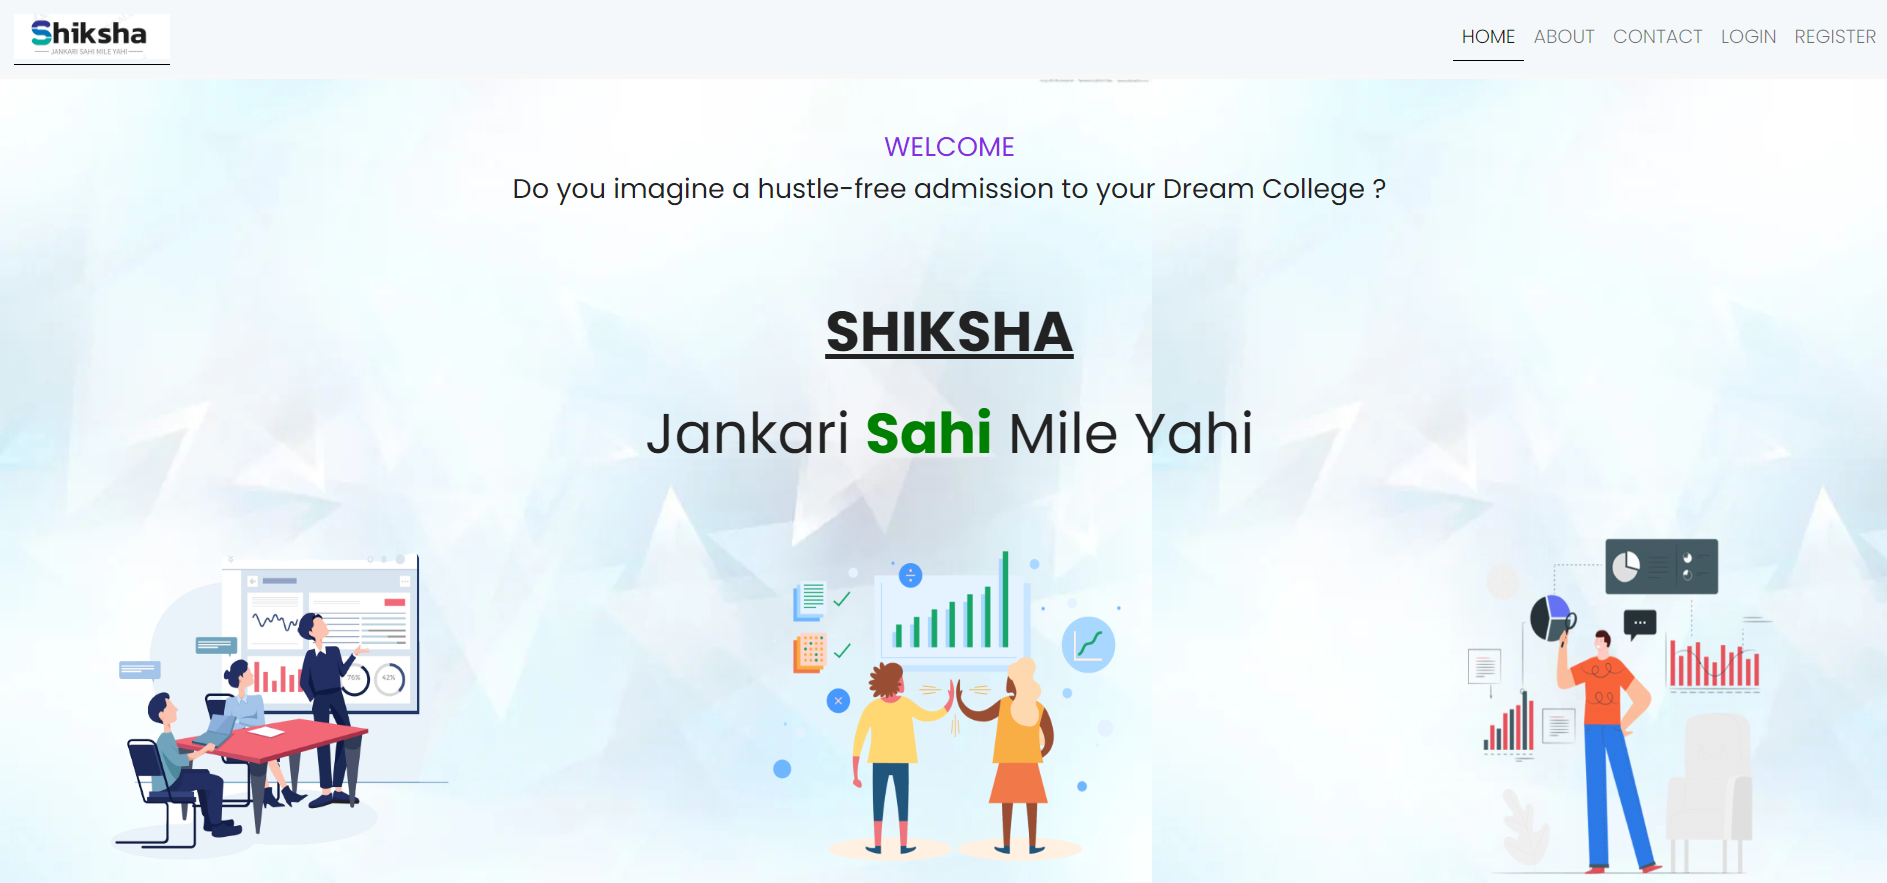 Shiksha
JANKARI SAHI MILE YAHI
HOME ABOUT CONTACT LOGIN REGISTER
WELCOME
Do you imagine a hustle-free admission to your Dream College ?
SHIKSHA
Jankari Sahi Mile Yahi
76% 42%